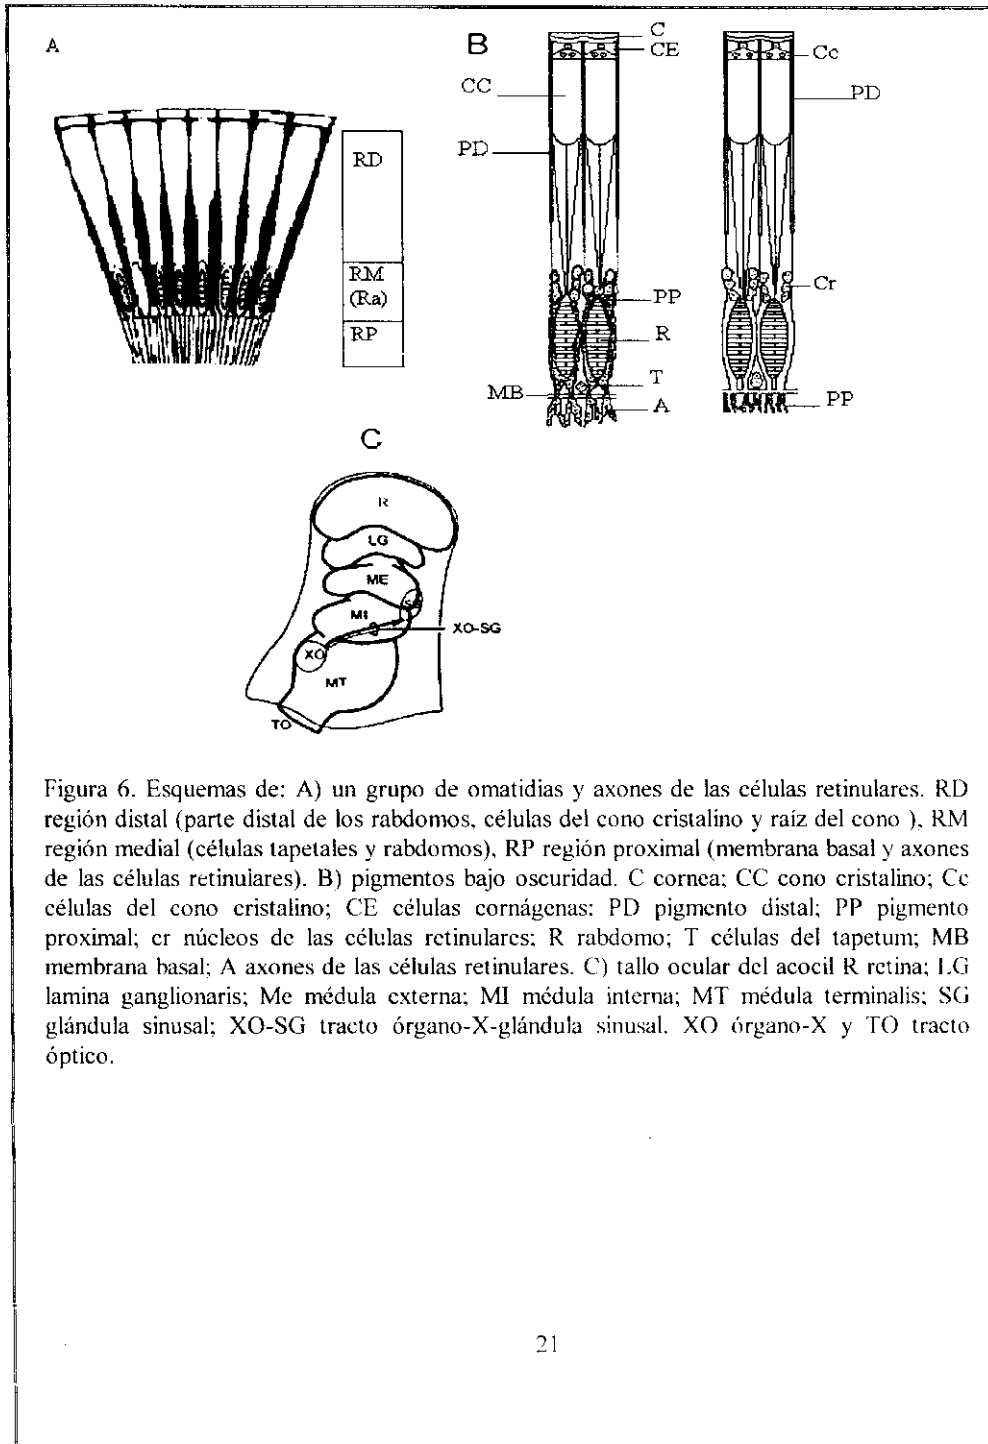 A
RD
RM
(Ra)
RP
B
C
CE
CC
PD
PP
R
T
MB
A
Cc
PD
Cr
PP
C
R
LG
ME
SG
MI
XO-SG
XO
MT
TO
Figura 6. Esquemas de: A) un grupo de omatidias y axones de las células retinulares. RD
región distal (parte distal de los rabdomos, células del cono cristalino y raíz del cono ), RM
región medial (células tapetales y rabdomos), RP región proximal (membrana basal y axones
de las células retinulares). B) pigmentos bajo oscuridad. C cornea; CC cono cristalino; Cc
células del cono cristalino; CE células cornágenas: PD pigmento distal; PP pigmento
proximal; cr núcleos de las células retinulares; R rabdomo; T células del tapetum; MB
membrana basal; A axones de las células retinulares. C) tallo ocular del acocil R retina; LG
lamina ganglionaris; Me médula externa; MI médula interna; MT médula terminalis; SG
glándula sinusal; XO-SG tracto órgano-X-glándula sinusal. XO órgano-X y TO tracto
óptico.
21